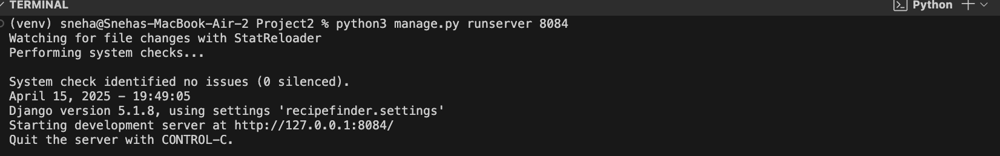 TERMINAL
Python
(venv) sneha@Snehas-MacBook-Air-2 Project2 % python3 manage.py runserver 8084
Watching for file changes with StatReloader
Performing system checks...
System check identified no issues (0 silenced).
April 15, 2025 - 19:49:05
Django version 5.1.8, using settings 'recipefinder.settings'
Starting development server at http://127.0.0.1:8084/
Quit the server with CONTROL-C.